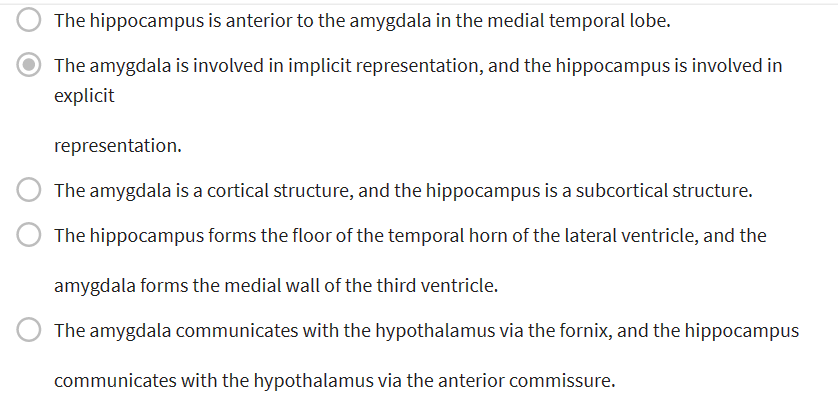 The hippocampus is anterior to the amygdala in the medial temporal lobe.
The amygdala is involved in implicit representation, and the hippocampus is involved in
explicit
representation.
The amygdala is a cortical structure, and the hippocampus is a subcortical structure.
The hippocampus forms the floor of the temporal horn of the lateral ventricle, and the
amygdala forms the medial wall of the third ventricle.
The amygdala communicates with the hypothalamus via the fornix, and the hippocampus
communicates with the hypothalamus via the anterior commissure.